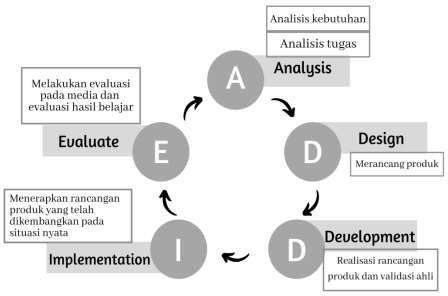 Analisis kebutuhan
Analisis tugas
A
Analysis
D
Design
Merancang produk
D
Development
Realisasi rancangan
produk dan validasi ahli
I
Implementation
Menerapkan rancangan
produk yang telah
dikembangkan pada
situasi nyata
E
Evaluate
Melakukan evaluasi
pada media dan
evaluasi hasil belajar